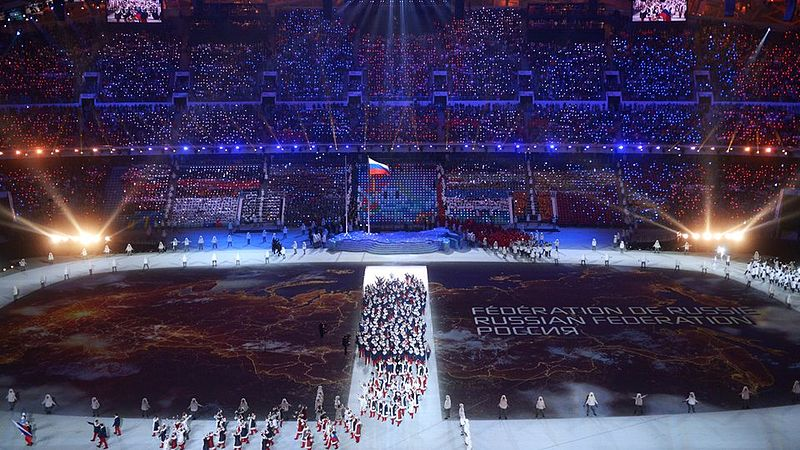 FÉDÉRATION DE RUSSIE
RUSSIAN FEDERATION
РОССИЯ